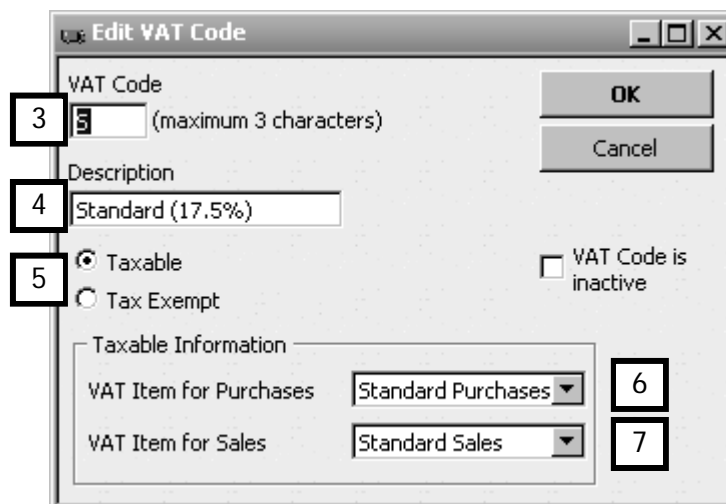 Edit VAT Code
VAT Code
OK
3
S (maximum 3 characters)
Cancel
Description
4
Standard (17.5%)
5
Taxable
VAT Code is
inactive
Tax Exempt
Taxable Information
VAT Item for Purchases Standard Purchases
6
VAT Item for Sales Standard Sales
7